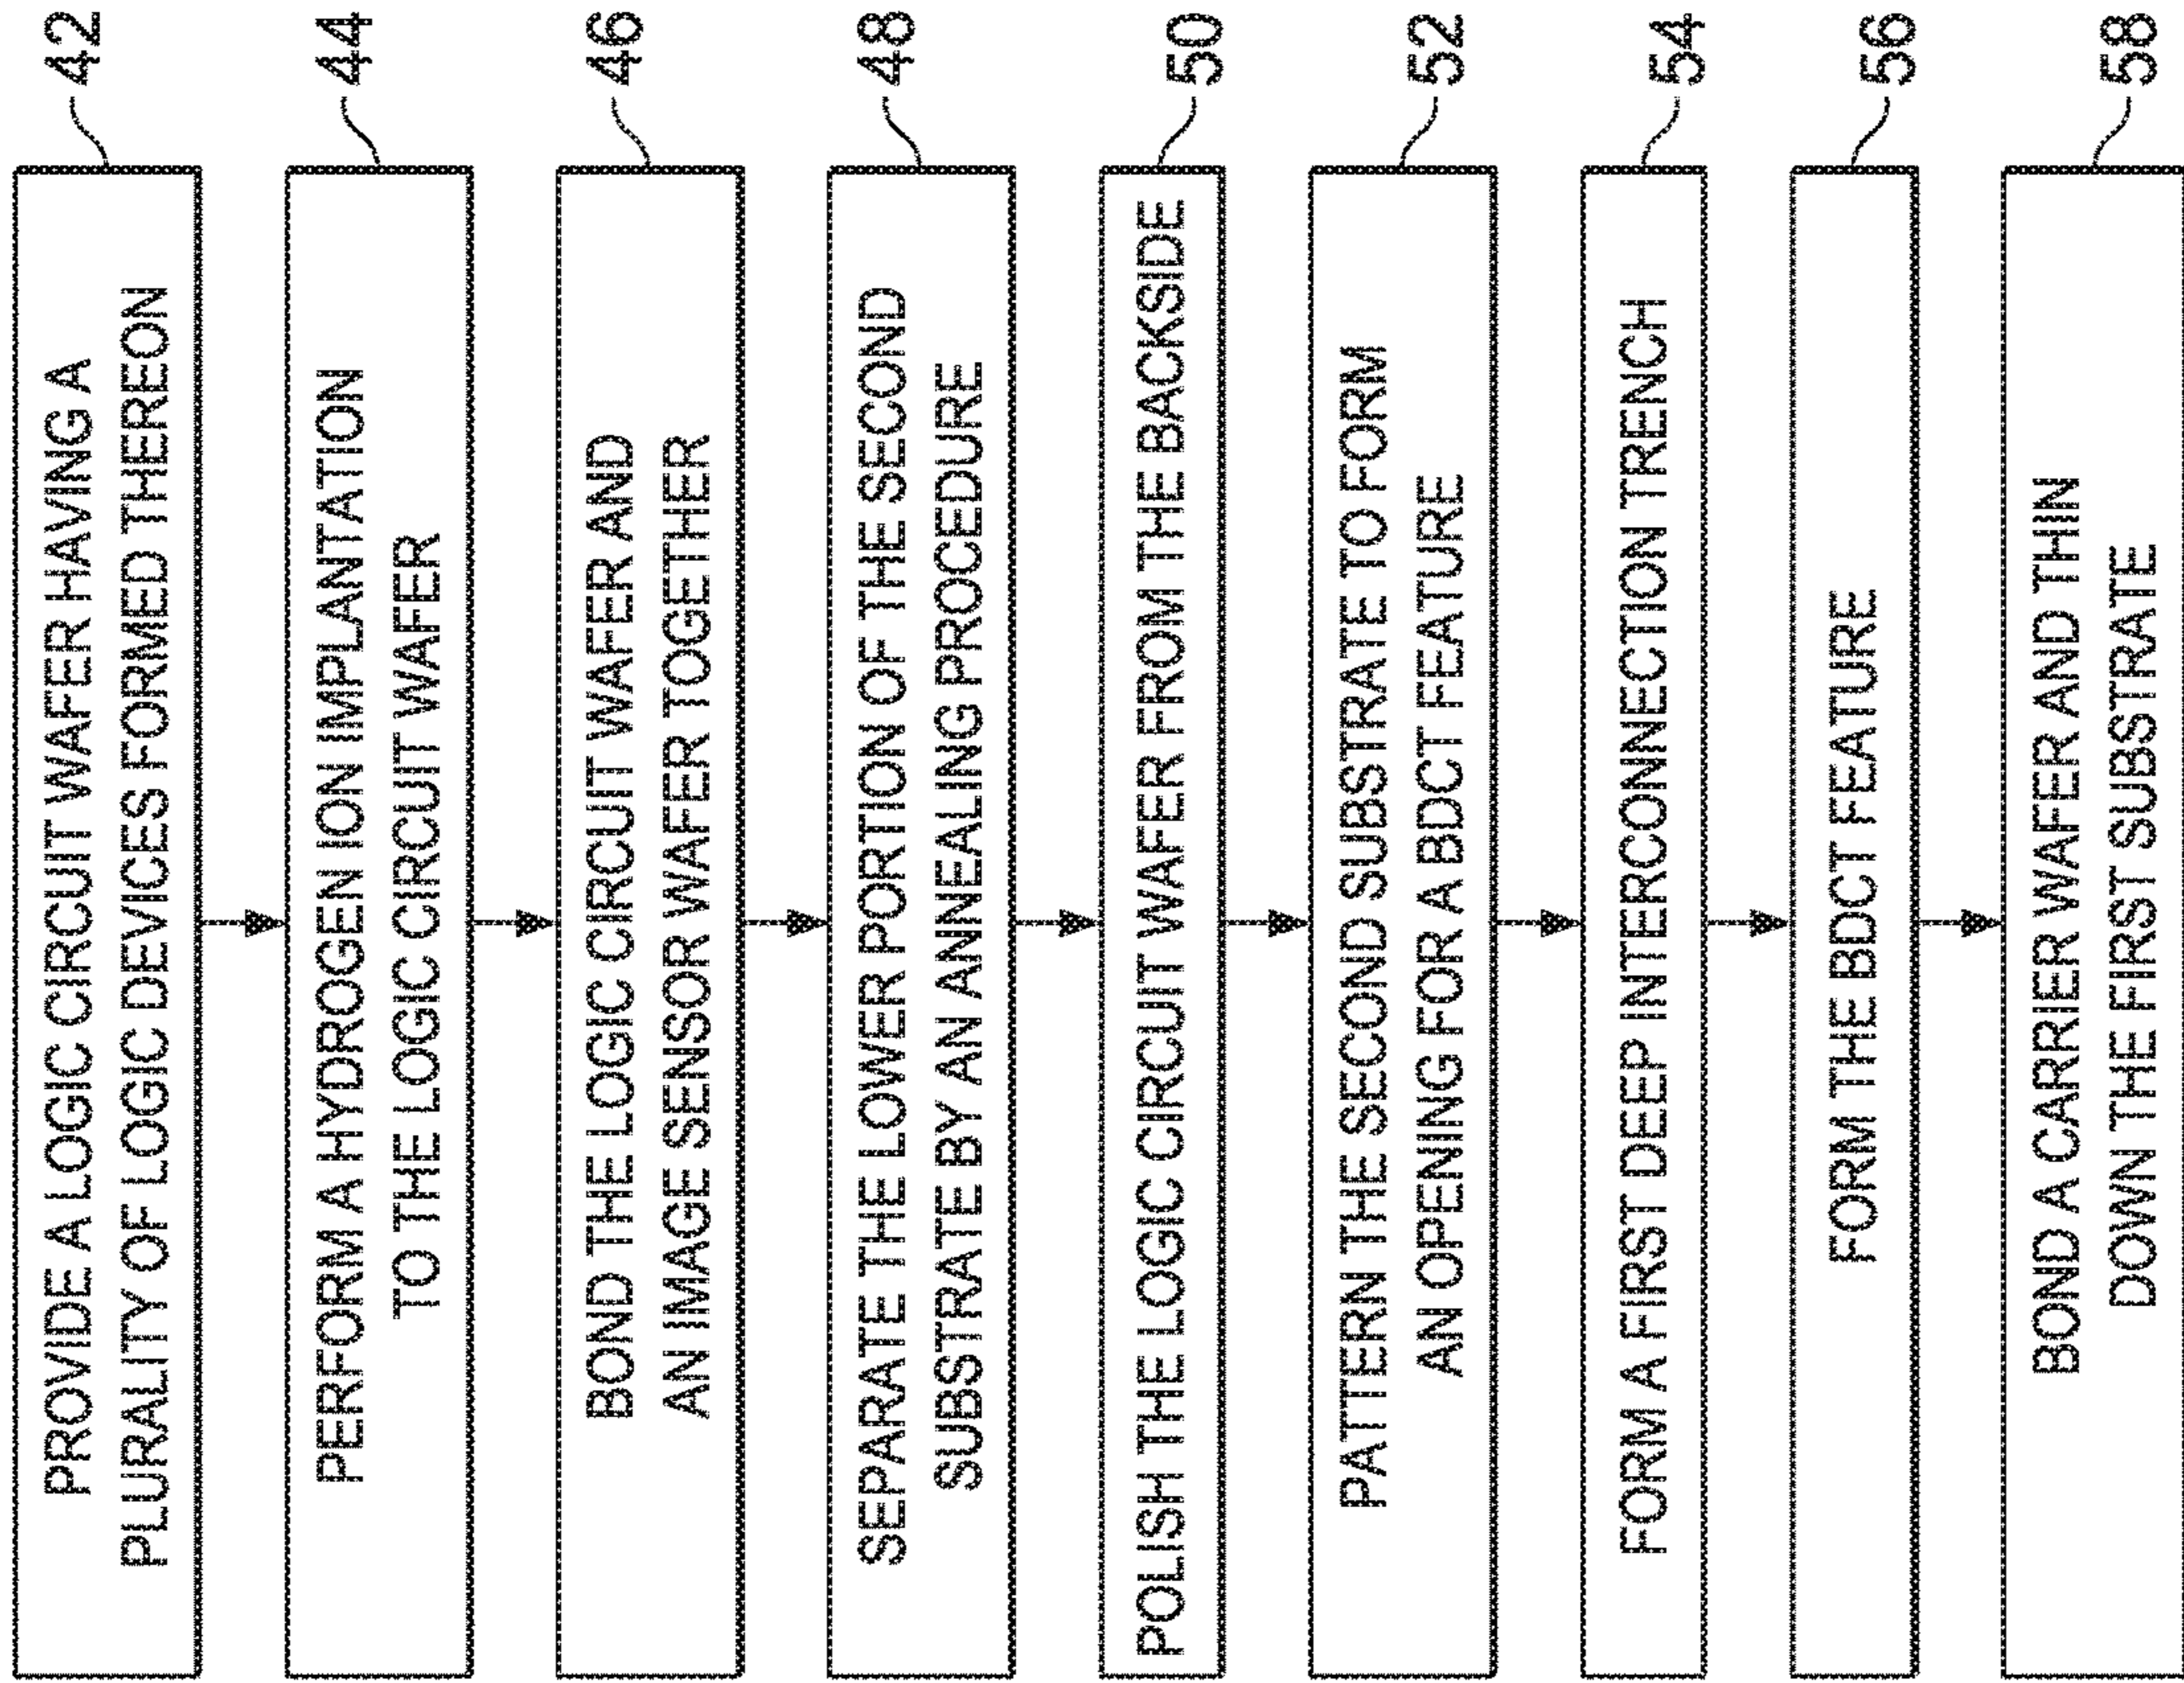 PROVIDE A LOGIC CIRCUIT WAFER HAVING A
PLURALITY OF LOGIC DEVICES FORMED THEREON
42
PERFORM A HYDROGEN ION IMPLANTATION
TO THE LOGIC CIRCUIT WAFER
44
BOND THE LOGIC CIRCUIT WAFER AND
AN IMAGE SENSOR WAFER TOGETHER
46
SEPARATE THE LOWER PORTION OF THE SECOND
SUBSTRATE BY AN ANNEALING PROCEDURE
48
POLISH THE LOGIC CIRCUIT WAFER FROM THE BACKSIDE
50
PATTERN THE SECOND SUBSTRATE TO FORM
AN OPENING FOR A BDCT FEATURE
52
FORM A FIRST DEEP INTERCONNECTION TRENCH
54
FORM THE BDCT FEATURE
56
BOND A CARRIER WAFER AND THIN
DOWN THE FIRST SUBSTRATE
58